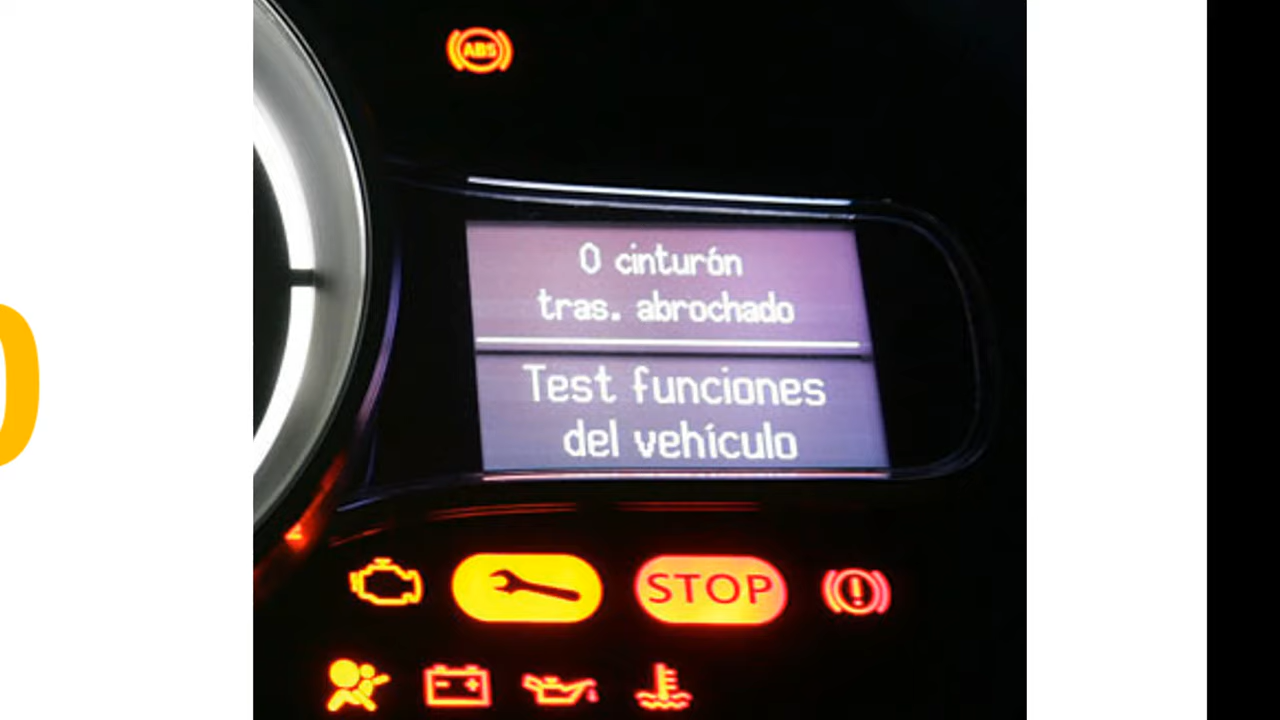 ABS
0 cinturón
tras. abrochado
Test funciones
del vehículo
STOP